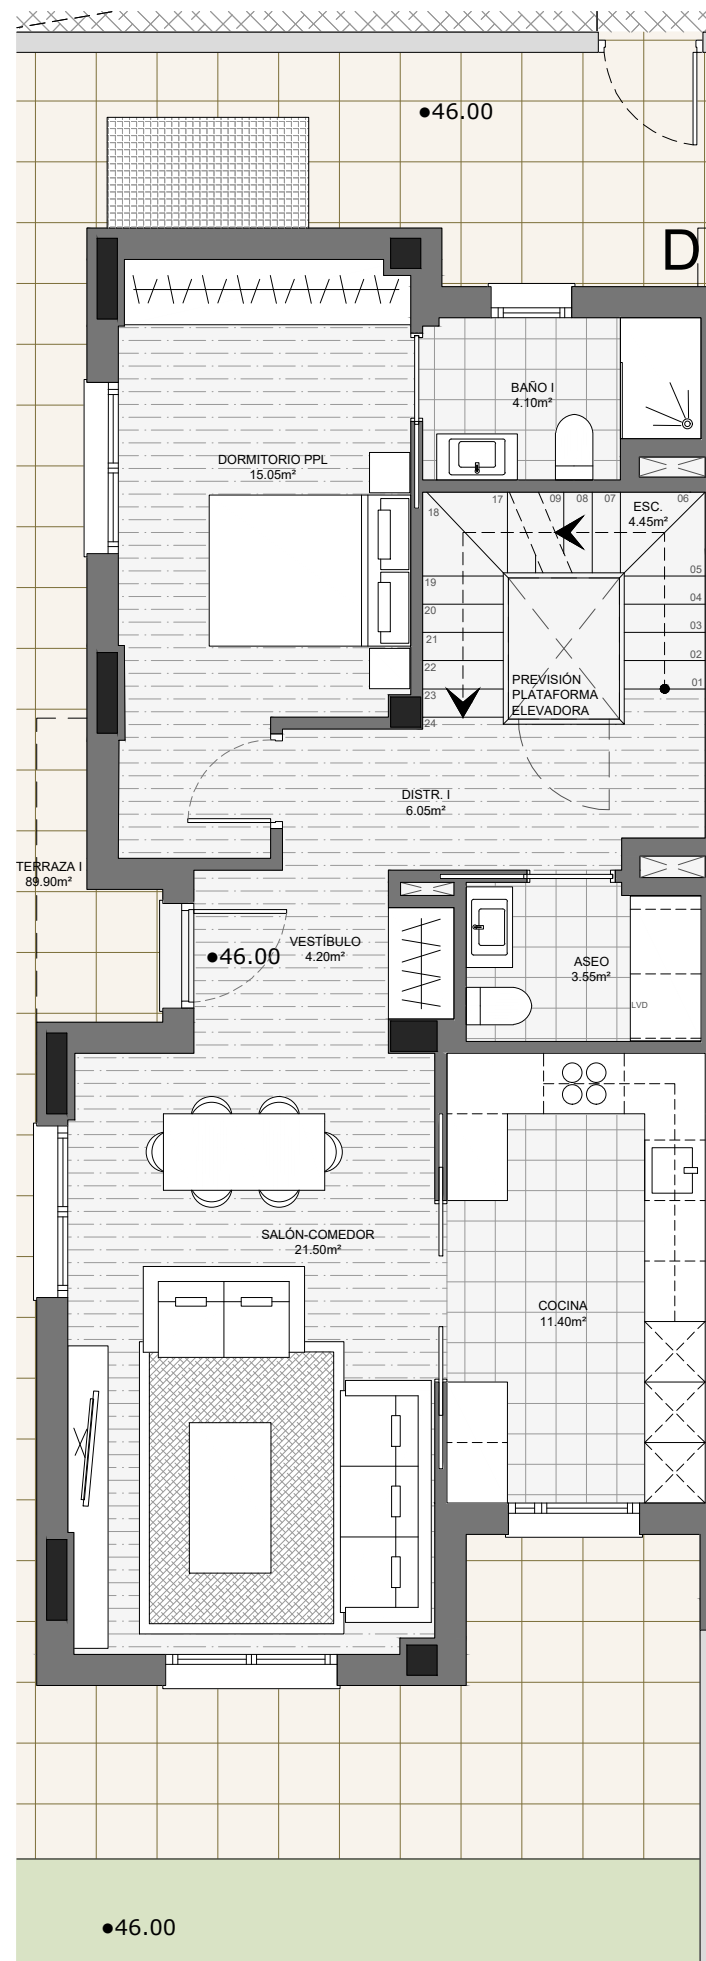 ●46.00
D
BAÑO I
4.10m²
DORMITORIO PPL
15.05m²
18
17
09
08
07
06
ESC.
4.45m²
19
20
21
22
23
24
05
04
03
02
01
PREVISIÓN
PLATAFORMA
ELEVADORA
DISTR. I
6.05m²
TERRAZA I
89.90m²
VESTÍBULO
4.20m²
●46.00
ASEO
3.55m²
LVD
SALÓN-COMEDOR
21.50m²
COCINA
11.40m²
●46.00